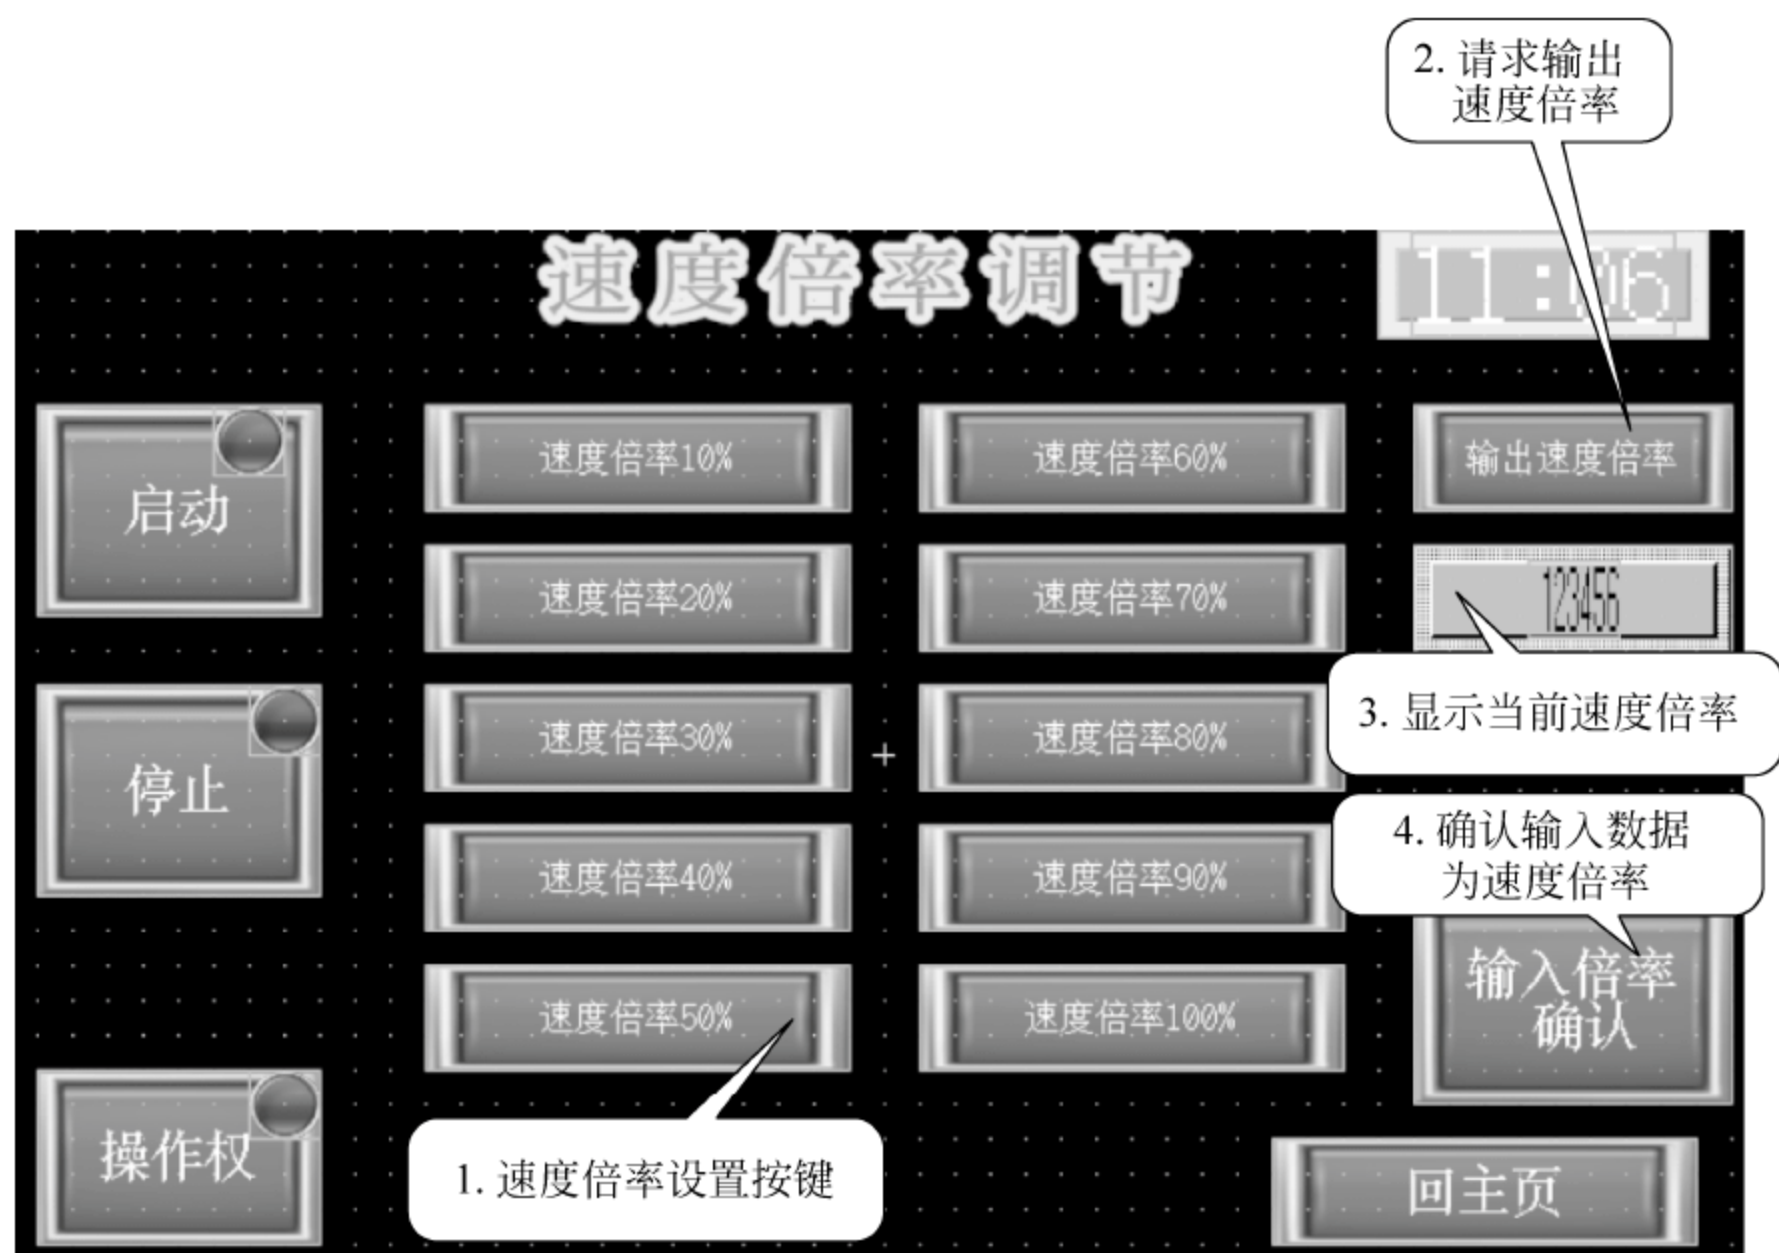 2. 请求输出
速度倍率
速度倍率调节
11:06
启动
速度倍率10%
速度倍率60%
输出速度倍率
速度倍率20%
速度倍率70%
123456
停止
速度倍率30%
速度倍率80%
3. 显示当前速度倍率
速度倍率40%
速度倍率90%
4. 确认输入数据
为速度倍率
速度倍率50%
速度倍率100%
输入倍率
确认
操作权
1. 速度倍率设置按键
回主页